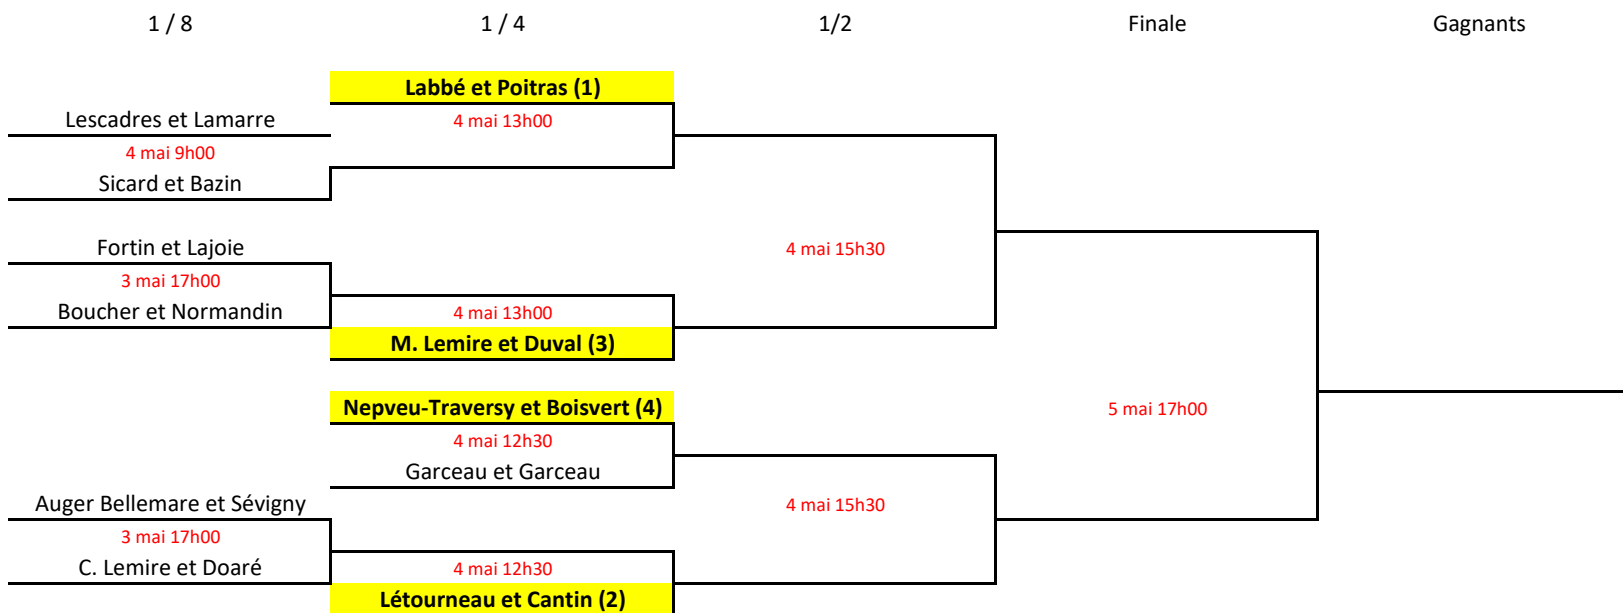 1 / 8
1 / 4
1/2
Finale
Gagnants
Labbé et Poitras (1)
Lescadres et Lamarre
4 mai 13h00
4 mai 9h00
Sicard et Bazin
Fortin et Lajoie
4 mai 15h30
3 mai 17h00
Boucher et Normandin
4 mai 13h00
M. Lemire et Duval (3)
Nepveu-Traversy et Boisvert (4)
5 mai 17h00
4 mai 12h30
Garceau et Garceau
Auger Bellemare et Sévigny
4 mai 15h30
3 mai 17h00
C. Lemire et Doaré
4 mai 12h30
Létourneau et Cantin (2)